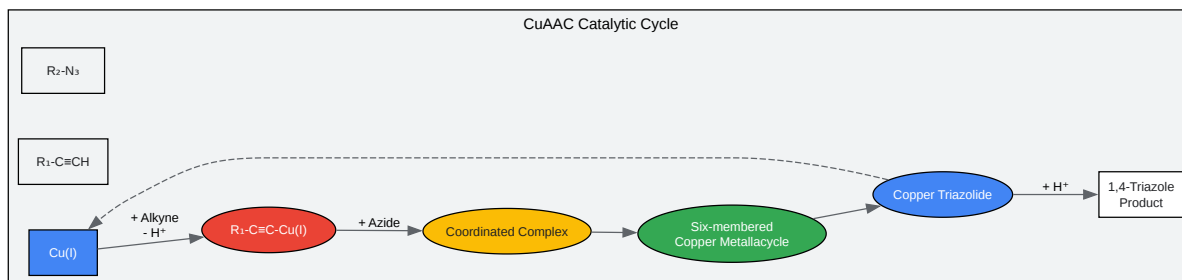 CuAAC Catalytic Cycle
R₂-N₃
R₁-C≡CH
Cu(I)
+ Alkyne
- H⁺
R₁-C≡C-Cu(I)
+ Azide
Coordinated Complex
Six-membered
Copper Metallacycle
Copper Triazolide
+ H⁺
1,4-Triazole
Product